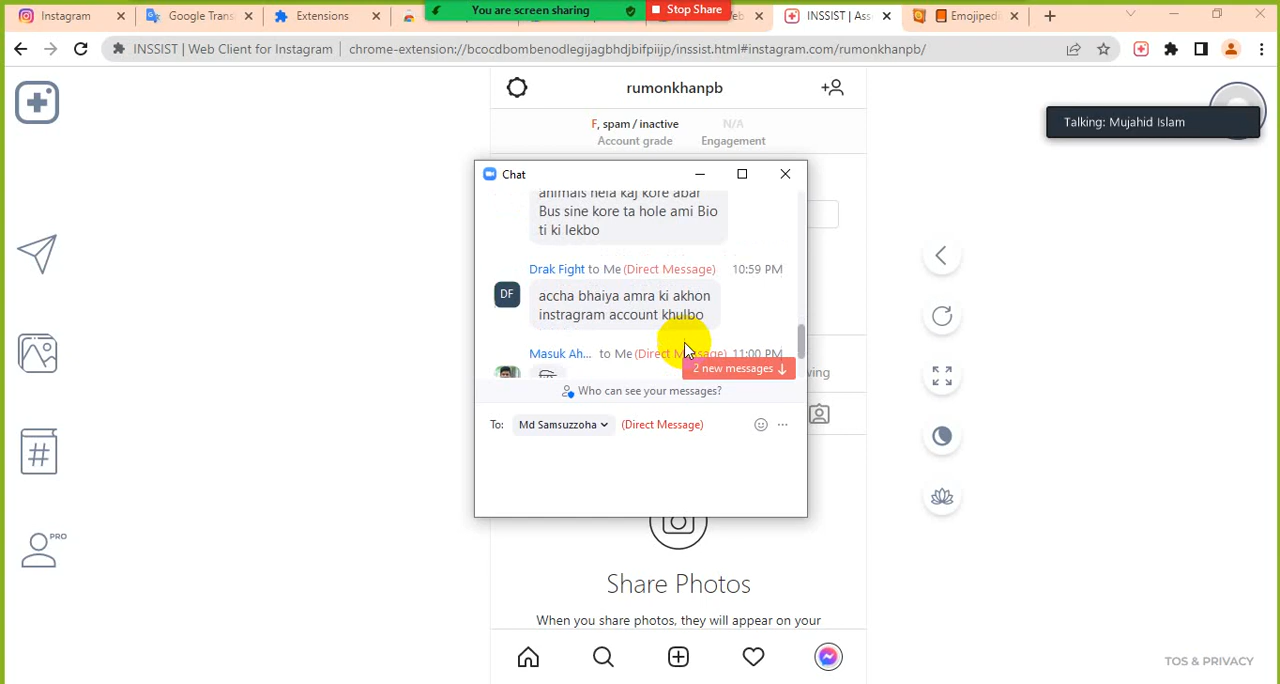 Instagram
Google Trans
Extensions
You are screen sharing
Stop Share
INSSIST | Ass
Emojiped
INSSIST | Web Client for Instagram
chrome-extension://bcocdbombenodlegijagbhdjbifpiijp/inssist.html#instagram.com/rumonkhanpb/
rumonkhanpb
Talking: Mujahid Islam
F, spam / inactive
Account grade
N/A
Engagement
Chat
animals nela kaj kore abar
Bus sine kore ta hole ami Bio
ti ki lekbo
Drak Fight to Me (Direct Message) 10:59 PM
DF
accha bhaiya amra ki akhon
instragram account khulbo
Masuk Ah... to Me (Direct Message) 11:00 PM
2 new messages
Who can see your messages?
To: Md Samsuzzoha (Direct Message)
PRO
Share Photos
When you share photos, they will appear on your
TOS & PRIVACY